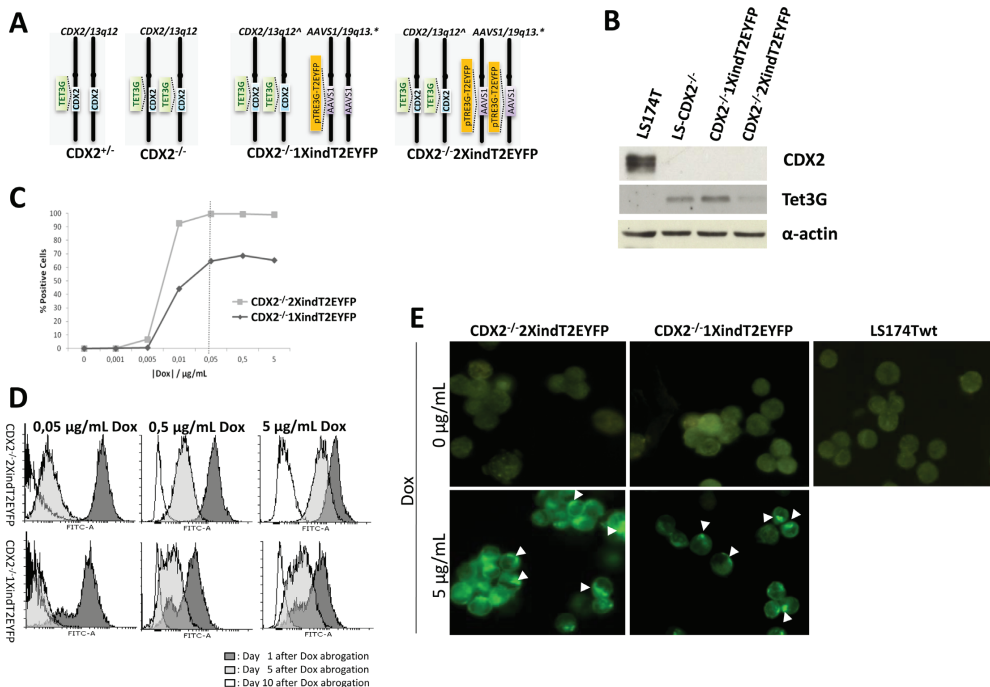 A
CDX2/13q12
CDX2/13q12
CDX2/13q12^
AAVS1/19q13.*
CDX2/13q12^
AAVS1/19q13.*
TET3G
CDX2
CDX2
TET3G
CDX2
TET3G
CDX2
TET3G
CDX2
TET3G
CDX2
pTRE3G-T2EYFP
AAVS1
AAVS1
TET3G
CDX2
TET3G
CDX2
pTRE3G-T2EYFP
AAVS1
pTRE3G-T2EYFP
AAVS1
CDX2+/-
CDX2-/-
CDX2-/-1XindT2EYFP
CDX2-/-2XindT2EYFP
B
LS174T
LS-CDX2-/-
CDX2-/-1XindT2EYFP
CDX2-/-2XindT2EYFP
CDX2
Tet3G
α-actin
C
% Positive Cells
100
90
80
70
60
50
40
30
20
10
0
0
0,001
0,005
0,01
0,05
0,5
5
|Dox| / µg/mL
CDX2-/-2XindT2EYFP
CDX2-/-1XindT2EYFP
D
0,05 µg/mL Dox
0,5 µg/mL Dox
5 µg/mL Dox
CDX2-/-2XindT2EYFP
FITC-A
FITC-A
FITC-A
CDX2-/-1XindT2EYFP
FITC-A
FITC-A
FITC-A
: Day 1 after Dox abrogation
: Day 5 after Dox abrogation
: Day 10 after Dox abrogation
E
CDX2-/-2XindT2EYFP
CDX2-/-1XindT2EYFP
LS174Twt
Dox
0 µg/mL
5 µg/mL